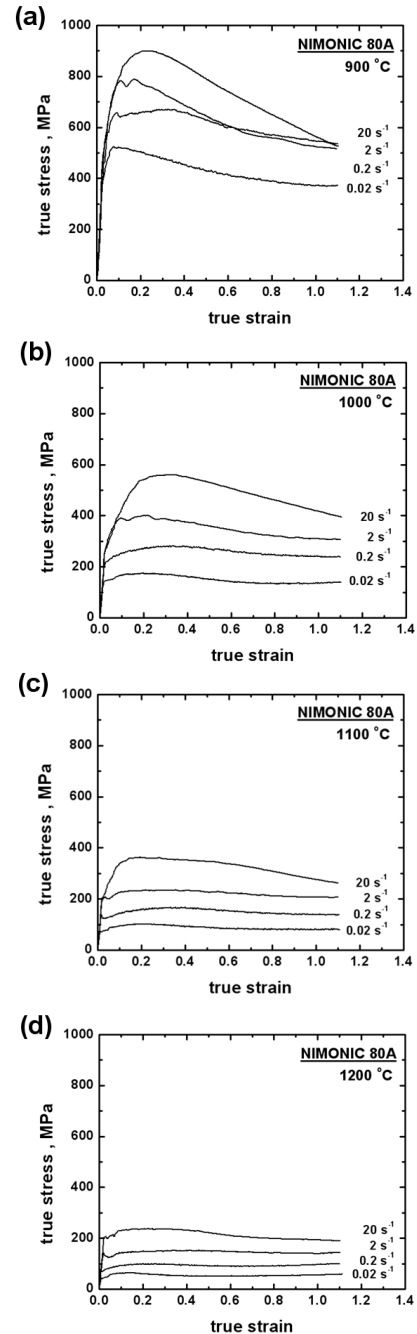 (a)
NIMONIC 80A
900 °C
true stress , MPa
1000
800
600
400
200
0
20 s-1
2 s-1
0.2 s-1
0.02 s-1
0.0 0.2 0.4 0.6 0.8 1.0 1.2 1.4
true strain
(b)
NIMONIC 80A
1000 °C
true stress , MPa
1000
800
600
400
200
0
20 s-1
2 s-1
0.2 s-1
0.02 s-1
0.0 0.2 0.4 0.6 0.8 1.0 1.2 1.4
true strain
(c)
NIMONIC 80A
1100 °C
true stress , MPa
1000
800
600
400
200
0
20 s-1
2 s-1
0.2 s-1
0.02 s-1
0.0 0.2 0.4 0.6 0.8 1.0 1.2 1.4
true strain
(d)
NIMONIC 80A
1200 °C
true stress , MPa
1000
800
600
400
200
0
20 s-1
2 s-1
0.2 s-1
0.02 s-1
0.0 0.2 0.4 0.6 0.8 1.0 1.2 1.4
true strain